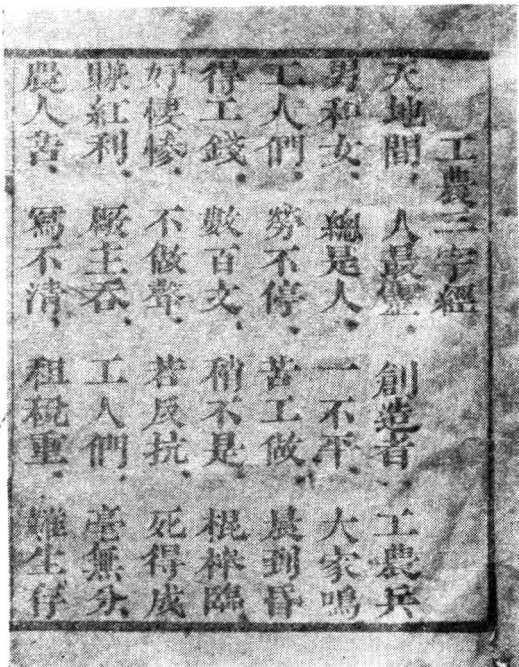 工農三字經
天地間、人最靈、創造者、工農兵
男和女、總是人、一不平、大家鳴
工人們、勞不停、苦工做、晨到昏
得工錢、數百文、稍不是、棍棒臨
好悽慘、不做聲、若反抗、死得成
賺紅利、厰主吞、工人們、毫無分
農人苦、寫不清、租稅重、難生存